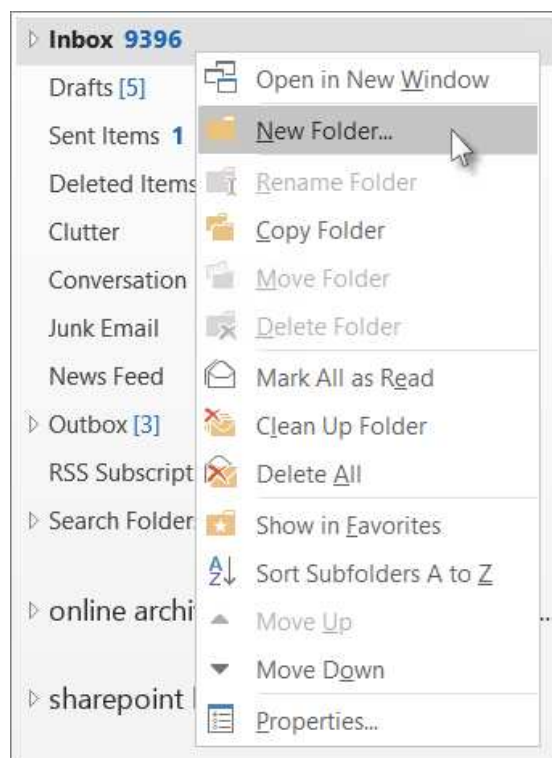 Inbox 9396
Drafts [5]
Sent Items 1
Deleted Items
Clutter
Conversation
Junk Email
News Feed
Outbox [3]
RSS Subscript
Search Folder
online archi
...
sharepoint
Open in New Window
New Folder...
Rename Folder
Copy Folder
Move Folder
Delete Folder
Mark All as Read
Clean Up Folder
Delete All
Show in Favorites
Sort Subfolders A to Z
Move Up
Move Down
Properties...